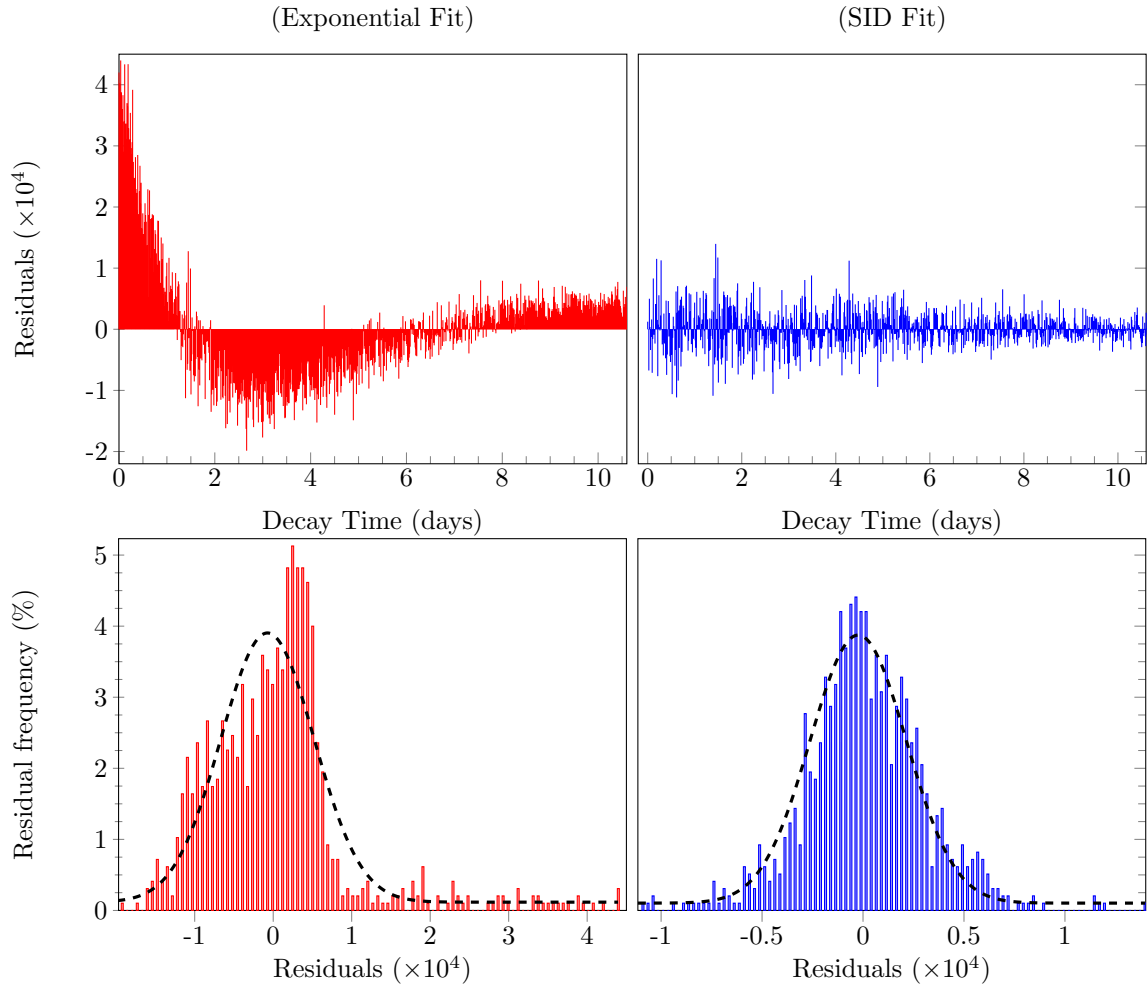 (Exponential Fit) (SID Fit)
Residuals (×10⁴)
4
3
2
1
0
-1
-2
0 2 4 6 8 10 0 2 4 6 8 10
Decay Time (days) Decay Time (days)
Residual frequency (%)
5
4
3
2
1
0
-1 0 1 2 3 4 -1 -0.5 0 0.5 1
Residuals (×10⁴) Residuals (×10⁴)